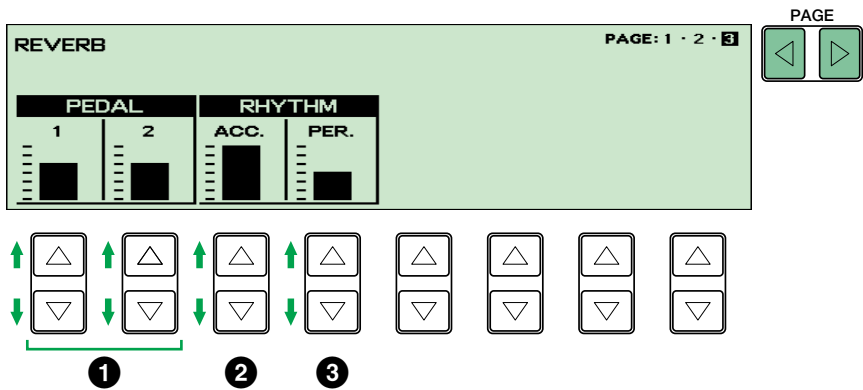 PAGE
REVERB
PAGE: 1 · 2 · 3
PEDAL RHYTHM
1 2 ACC. PER.
1 2 3